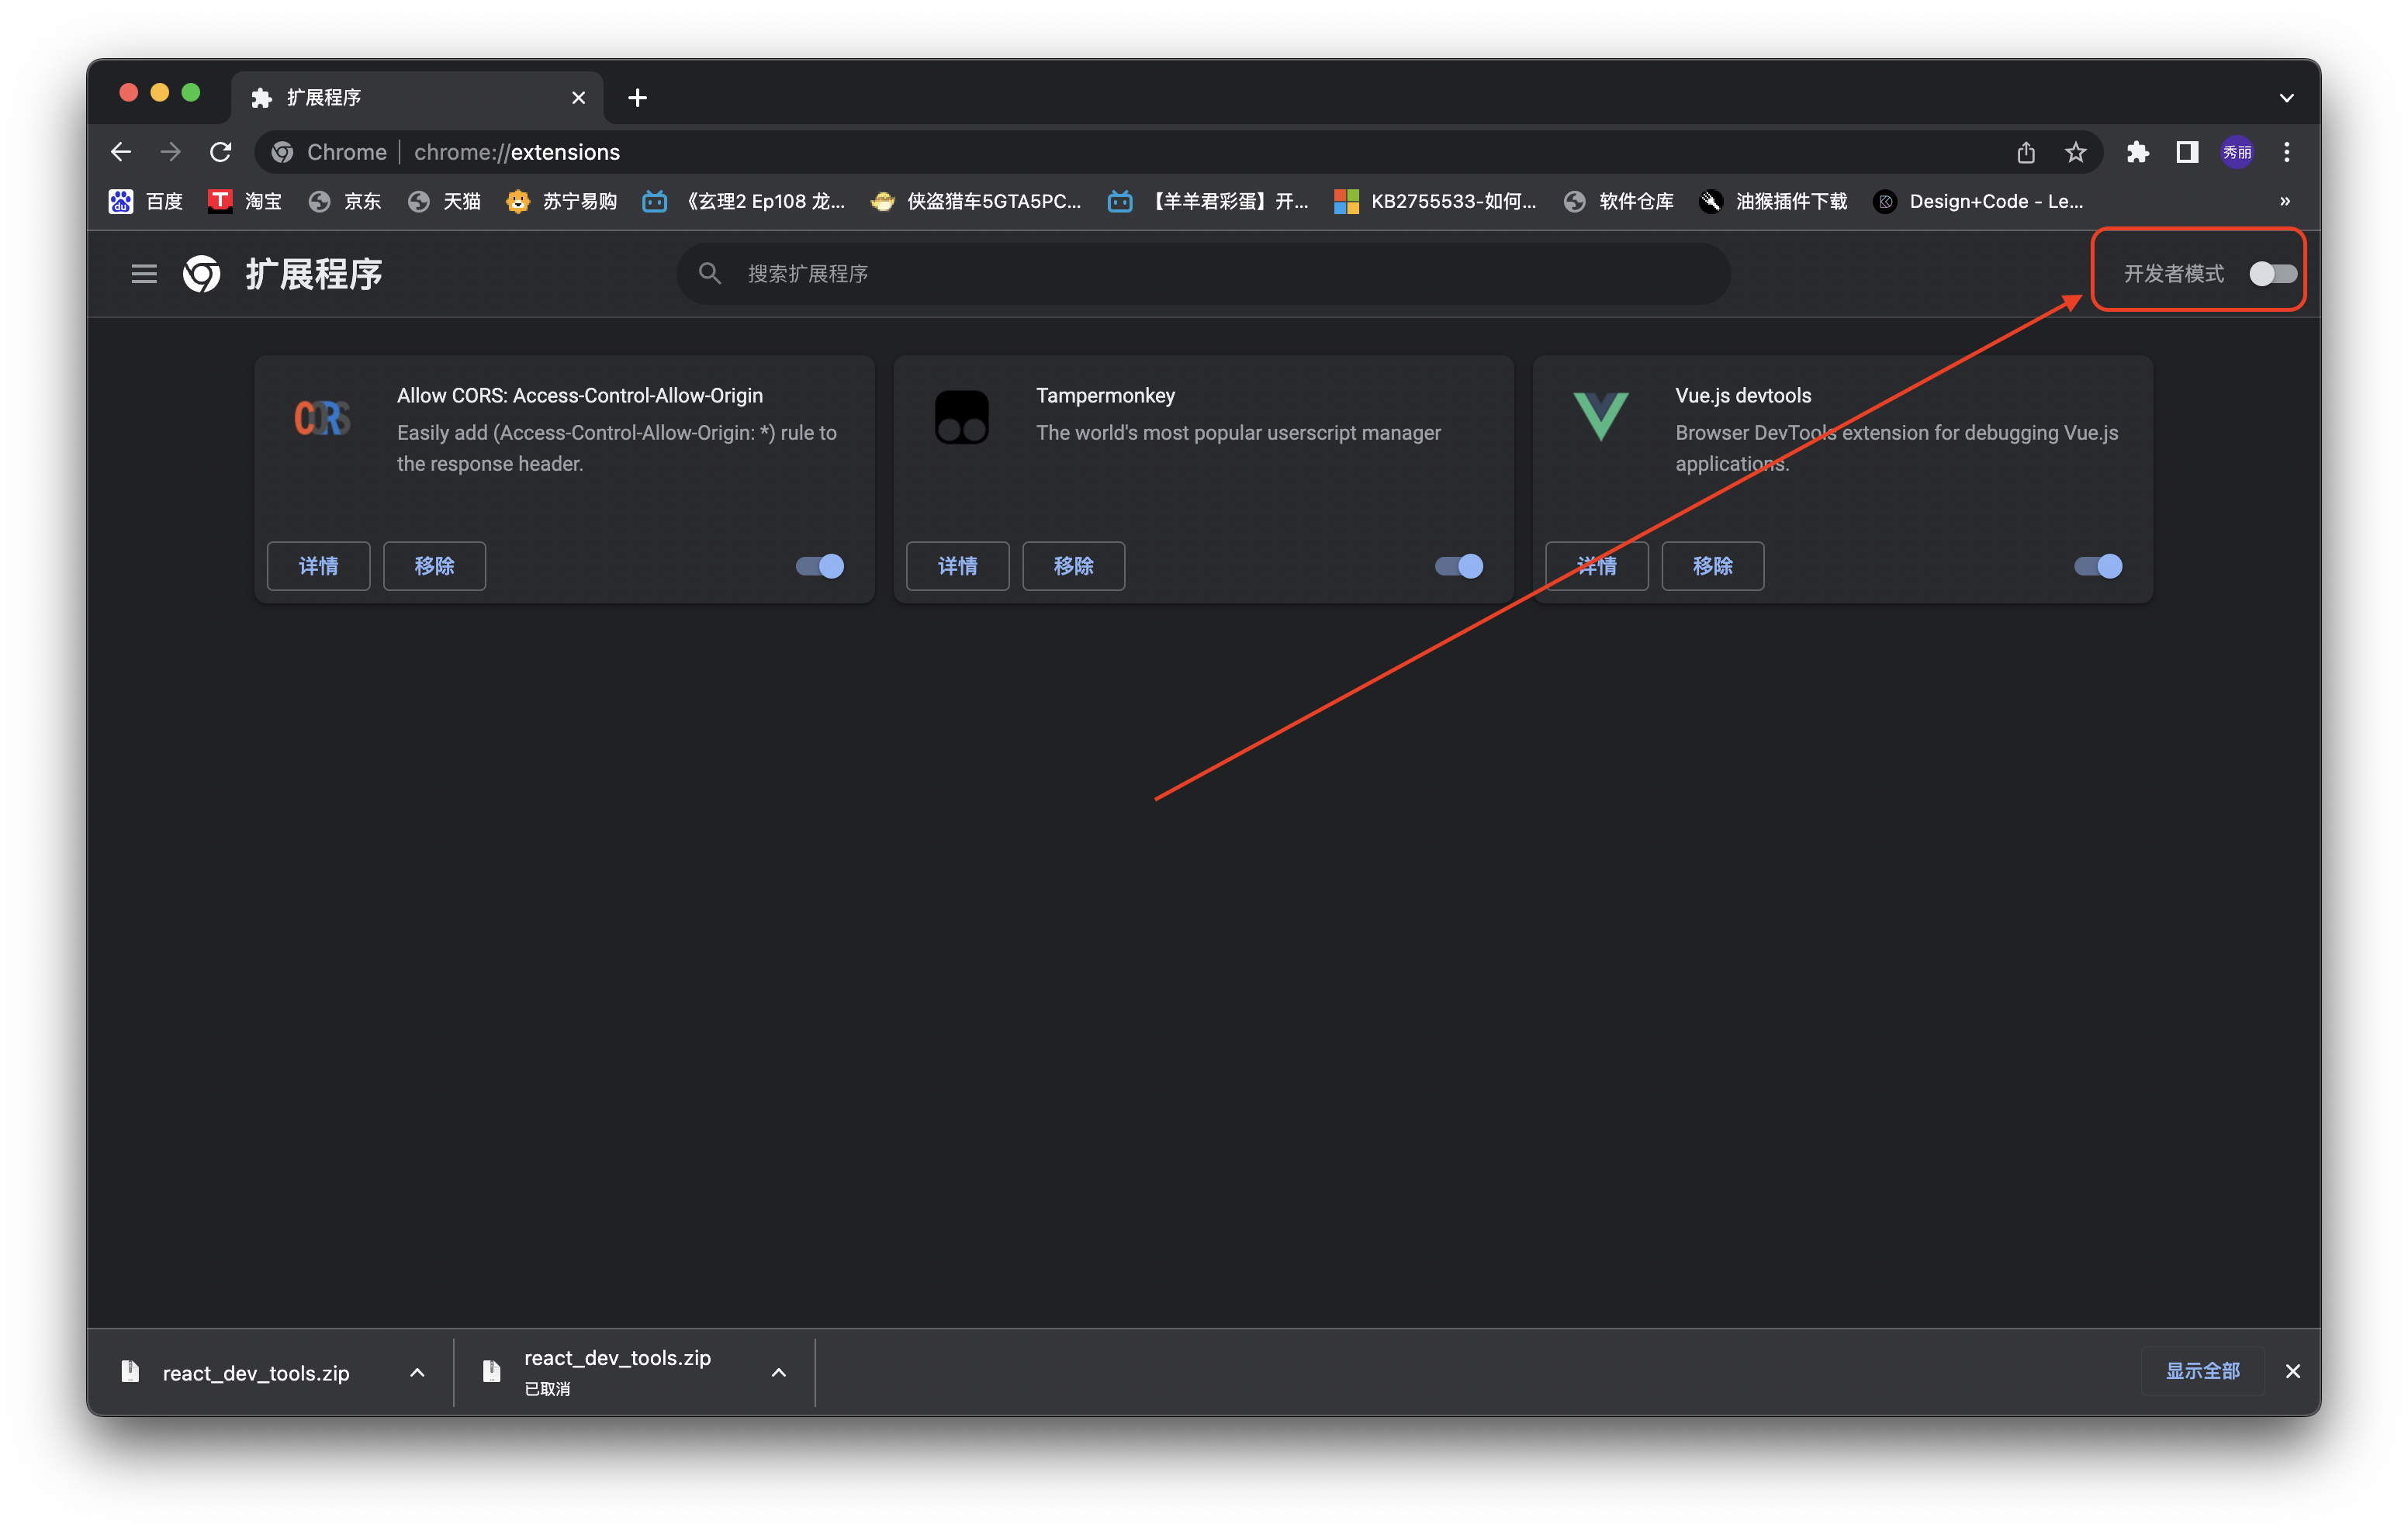 扩展程序
Chrome
chrome://extensions
秀丽
百度
淘宝
京东
天猫
苏宁易购
《玄理2 Ep108 龙...
侠盗猎车5GTA5PC...
【羊羊君彩蛋】开...
KB2755533-如何...
软件仓库
油猴插件下载
Design+Code - Le...
»
扩展程序
搜索扩展程序
开发者模式
CORS
Allow CORS: Access-Control-Allow-Origin
Easily add (Access-Control-Allow-Origin: *) rule to
the response header.
详情
移除
Tampermonkey
The world's most popular userscript manager
详情
移除
Vue.js devtools
Browser DevTools extension for debugging Vue.js
applications.
详情
移除
react_dev_tools.zip
react_dev_tools.zip
已取消
显示全部